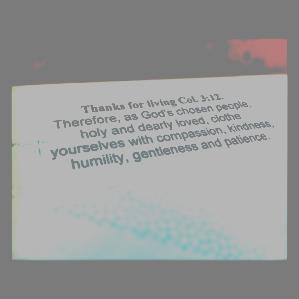 Thanks for living Col. 3:12.
Therefore, as God's chosen people,
holy and dearly loved, clothe
yourselves with compassion, kindness,
humility, gentleness and patience.